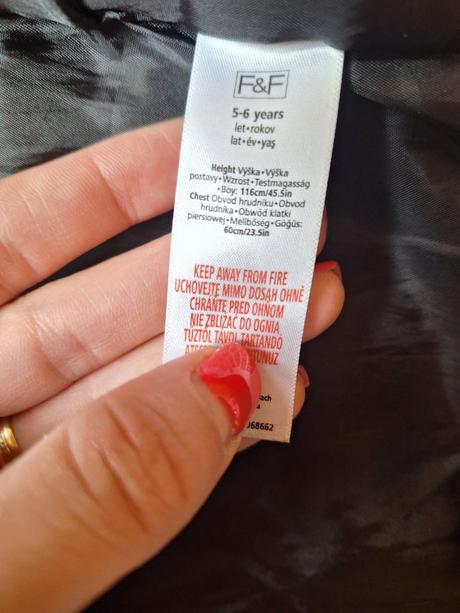 F&F
5-6 years
let•rokov
lat•év•yaş
Height Výška•Výška
postavy•Wzrost•Testmagasság
•Boy: 116cm/45.5in
Chest Obvod hrudníku•Obvod
hrudníka•Obwód klatki
piersiowej•Mellbőség•Göğüs:
60cm/23.5in
KEEP AWAY FROM FIRE
UCHOVEJTE MIMO DOSAH OHNĚ
CHRÁŇTE PRED OHŇOM
NIE ZBLIŻAĆ DO OGNIA
TŰZTŐL TÁVOL TARTANDÓ
068662